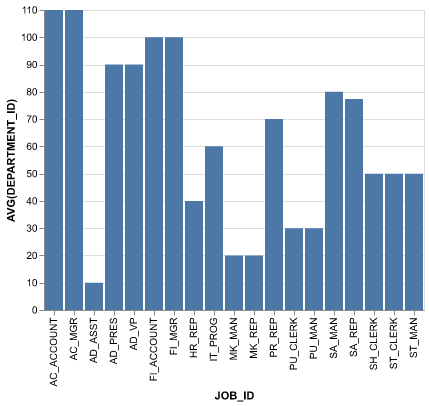 110
100
90
80
70
60
50
40
30
20
10
0
AVG(DEPARTMENT_ID)
AC_ACCOUNT
AC_MGR
AD_ASST
AD_PRES
AD_VP
FI_ACCOUNT
FI_MGR
HR_REP
IT_PROG
MK_MAN
MK_REP
PR_REP
PU_CLERK
PU_MAN
SA_MAN
SA_REP
SH_CLERK
ST_CLERK
ST_MAN
JOB_ID